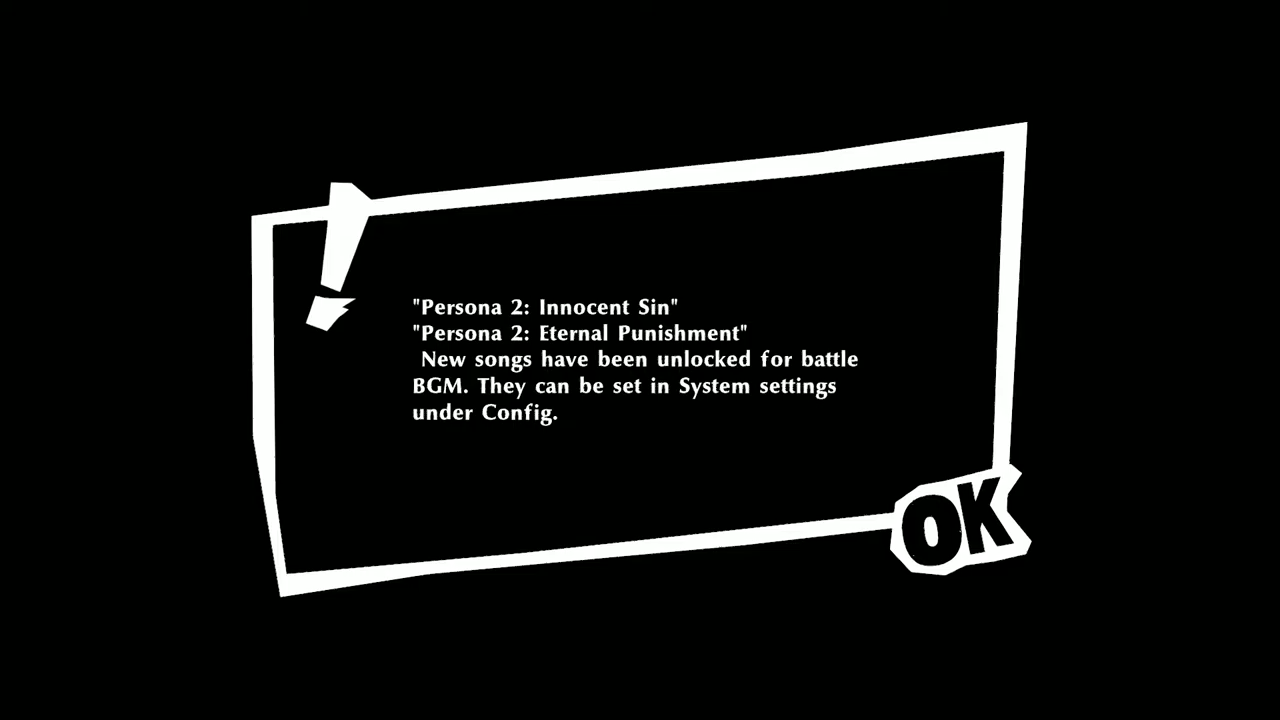 "Persona 2: Innocent Sin"
"Persona 2: Eternal Punishment"
New songs have been unlocked for battle
BGM. They can be set in System settings
under Config.
OK